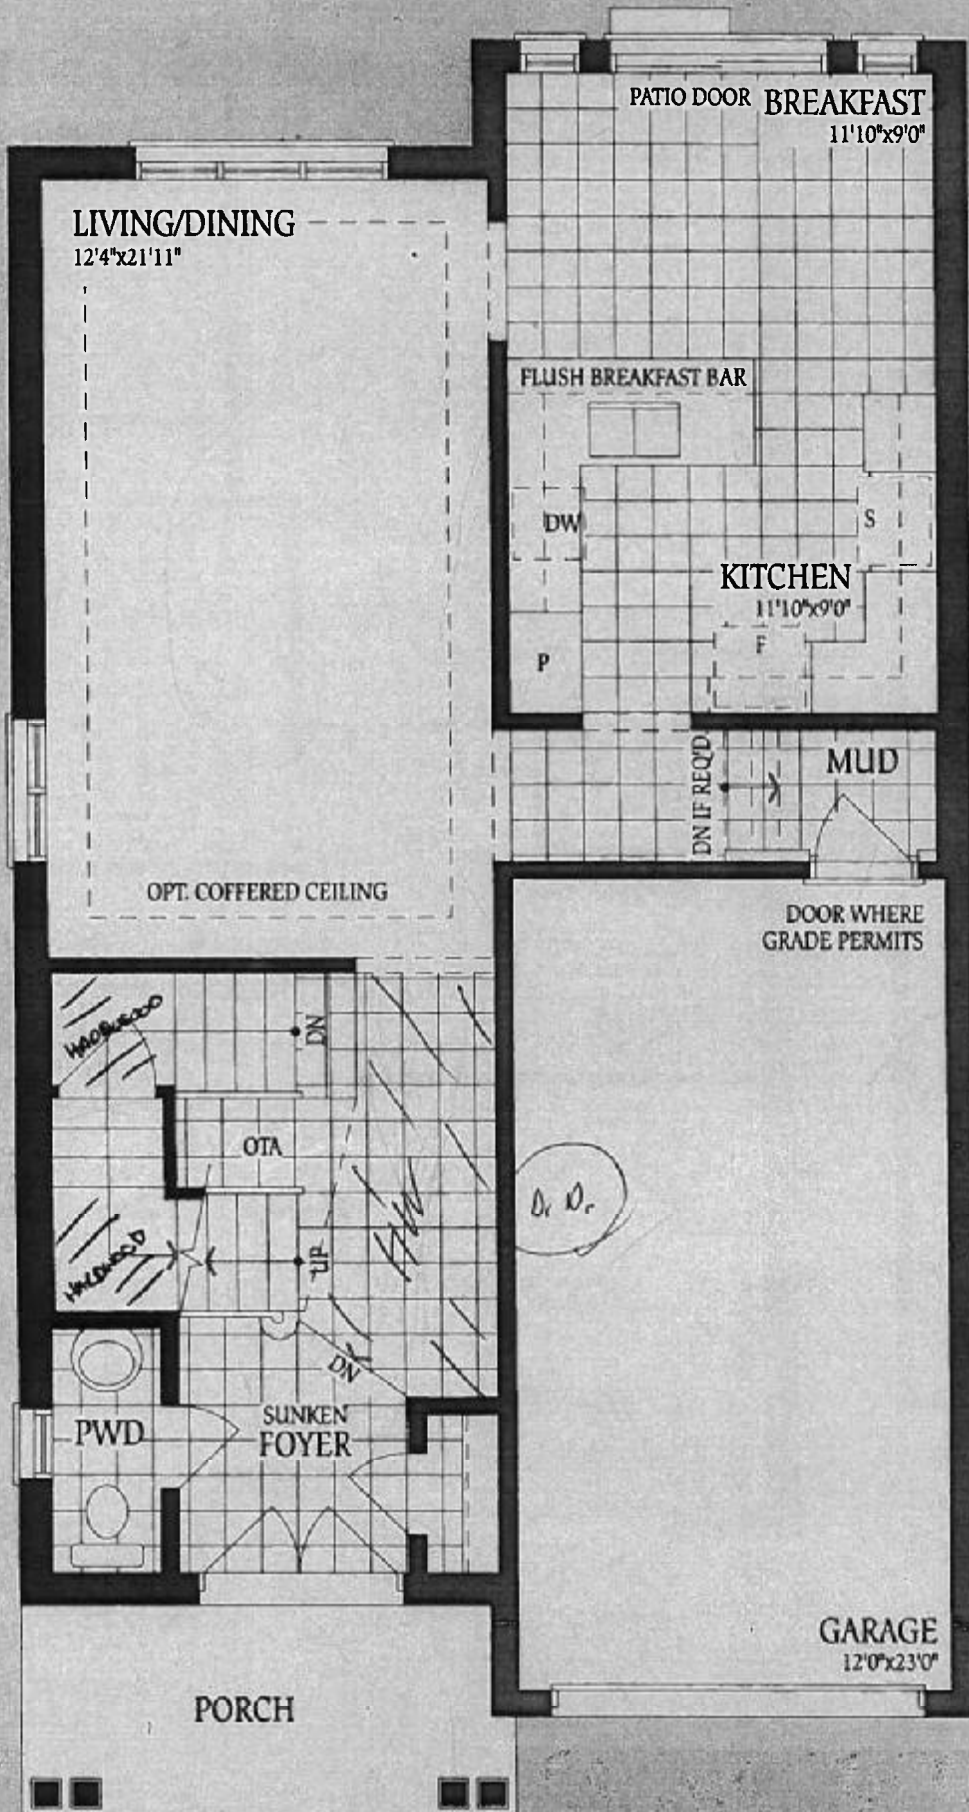 PATIO DOOR
BREAKFAST
11'10"x9'0"
LIVING/DINING
12'4"x21'11"
FLUSH BREAKFAST BAR
DW
S
KITCHEN
11'10"x9'0"
F
P
DN IF REQ'D
MUD
OPT. COFFERED CEILING
DOOR WHERE
GRADE PERMITS
HARDWOOD
DN
OTA
HARDWOOD
UP
DN
PWD
SUNKEN
FOYER
GARAGE
12'0"x23'0"
PORCH